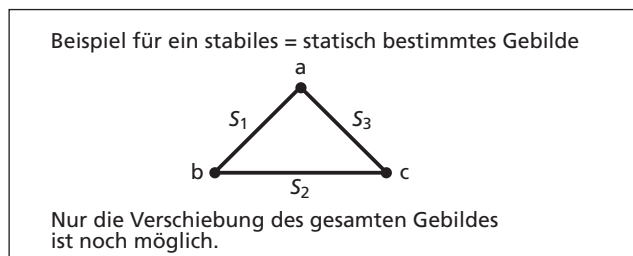 Beispiel für ein stabiles = statisch bestimmtes Gebilde
a
S1 S3
b c
S2
Nur die Verschiebung des gesamten Gebildes
ist noch möglich.